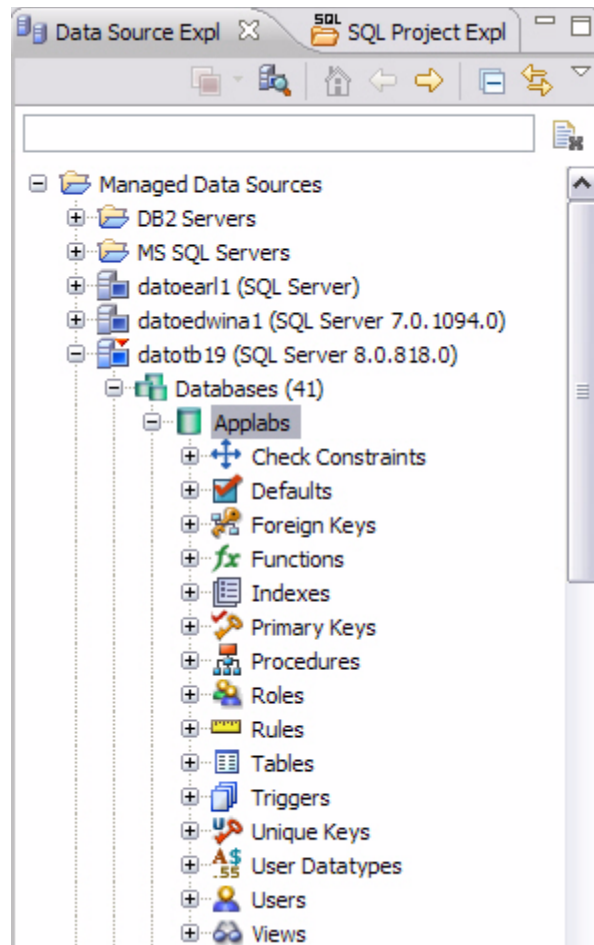 Data Source Expl
SQL
SQL Project Expl
Managed Data Sources
DB2 Servers
MS SQL Servers
datoearl1 (SQL Server)
datoedwina1 (SQL Server 7.0.1094.0)
datotb19 (SQL Server 8.0.818.0)
Databases (41)
Applabs
Check Constraints
Defaults
Foreign Keys
fx Functions
Indexes
Primary Keys
Procedures
Roles
Rules
Tables
Triggers
U Unique Keys
A$ .55 User Datatypes
Users
Views